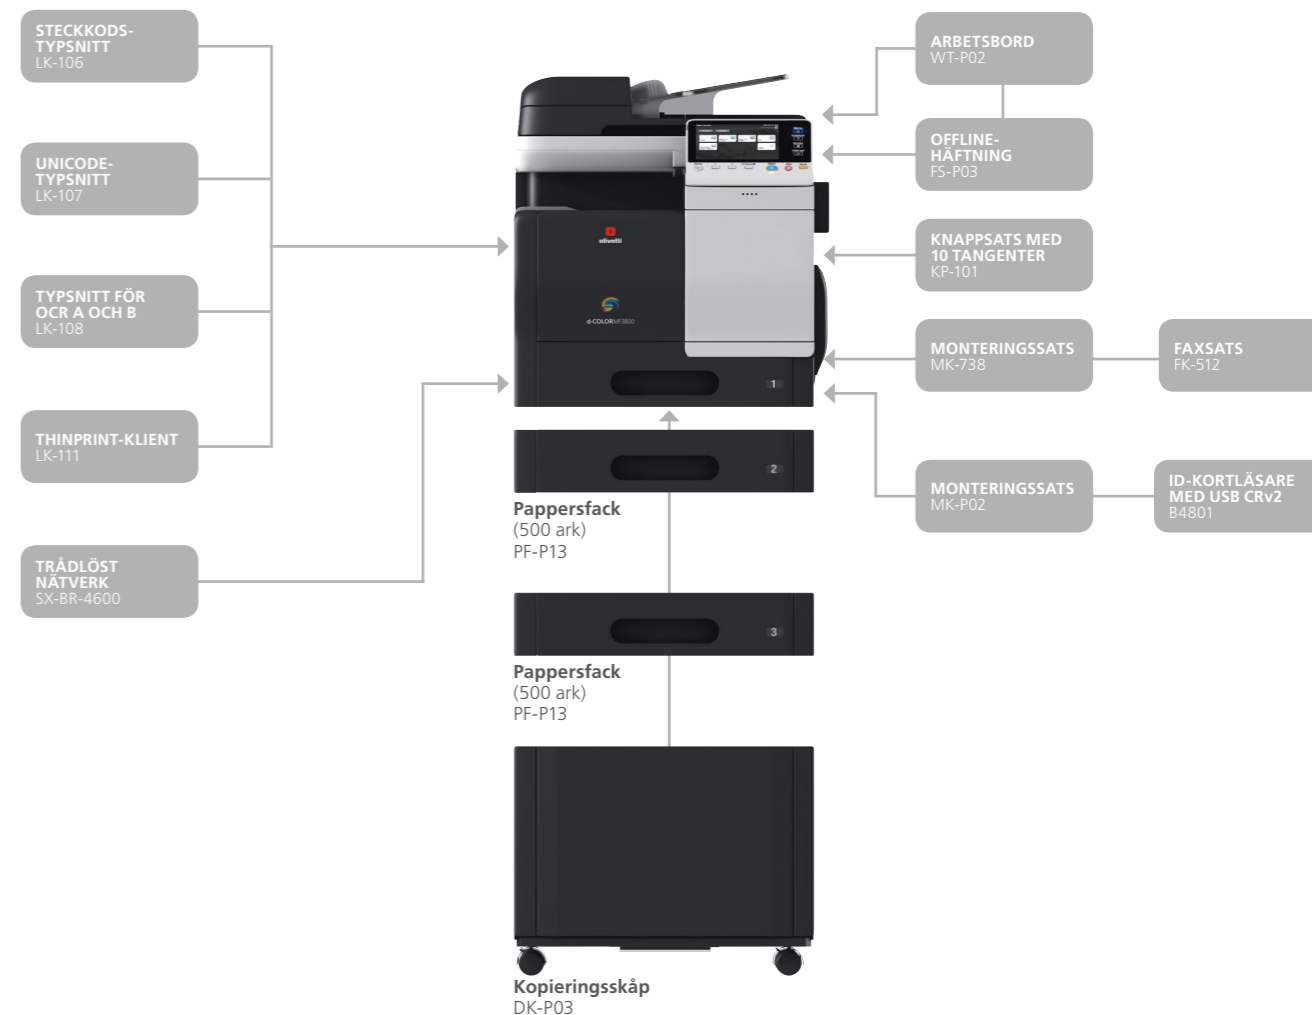 STECKKODS-
TYPSNITT
LK-106
UNICODE-
TYPSNITT
LK-107
TYPSNITT FÖR
OCR A OCH B
LK-108
THINPRINT-KLIENT
LK-111
TRÅDLÖST
NÄTVERK
SX-BR-4600
olivetti
d-COLORMF3800
1
2
Pappersfack
(500 ark)
PF-P13
3
Pappersfack
(500 ark)
PF-P13
Kopieringsskåp
DK-P03
ARBETSBORD
WT-P02
OFFLINE-
HÄFTNING
FS-P03
KNAPPSATS MED
10 TANGENTER
KP-101
MONTERINGSSATS
MK-738
FAXSATS
FK-512
MONTERINGSSATS
MK-P02
ID-KORTLÄSARE
MED USB CRv2
B4801